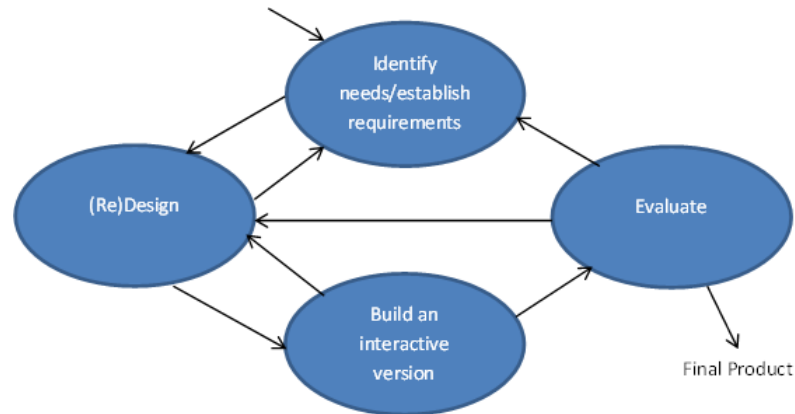 Identify
needs/establish
requirements
(Re)Design
Evaluate
Build an
interactive
version
Final Product